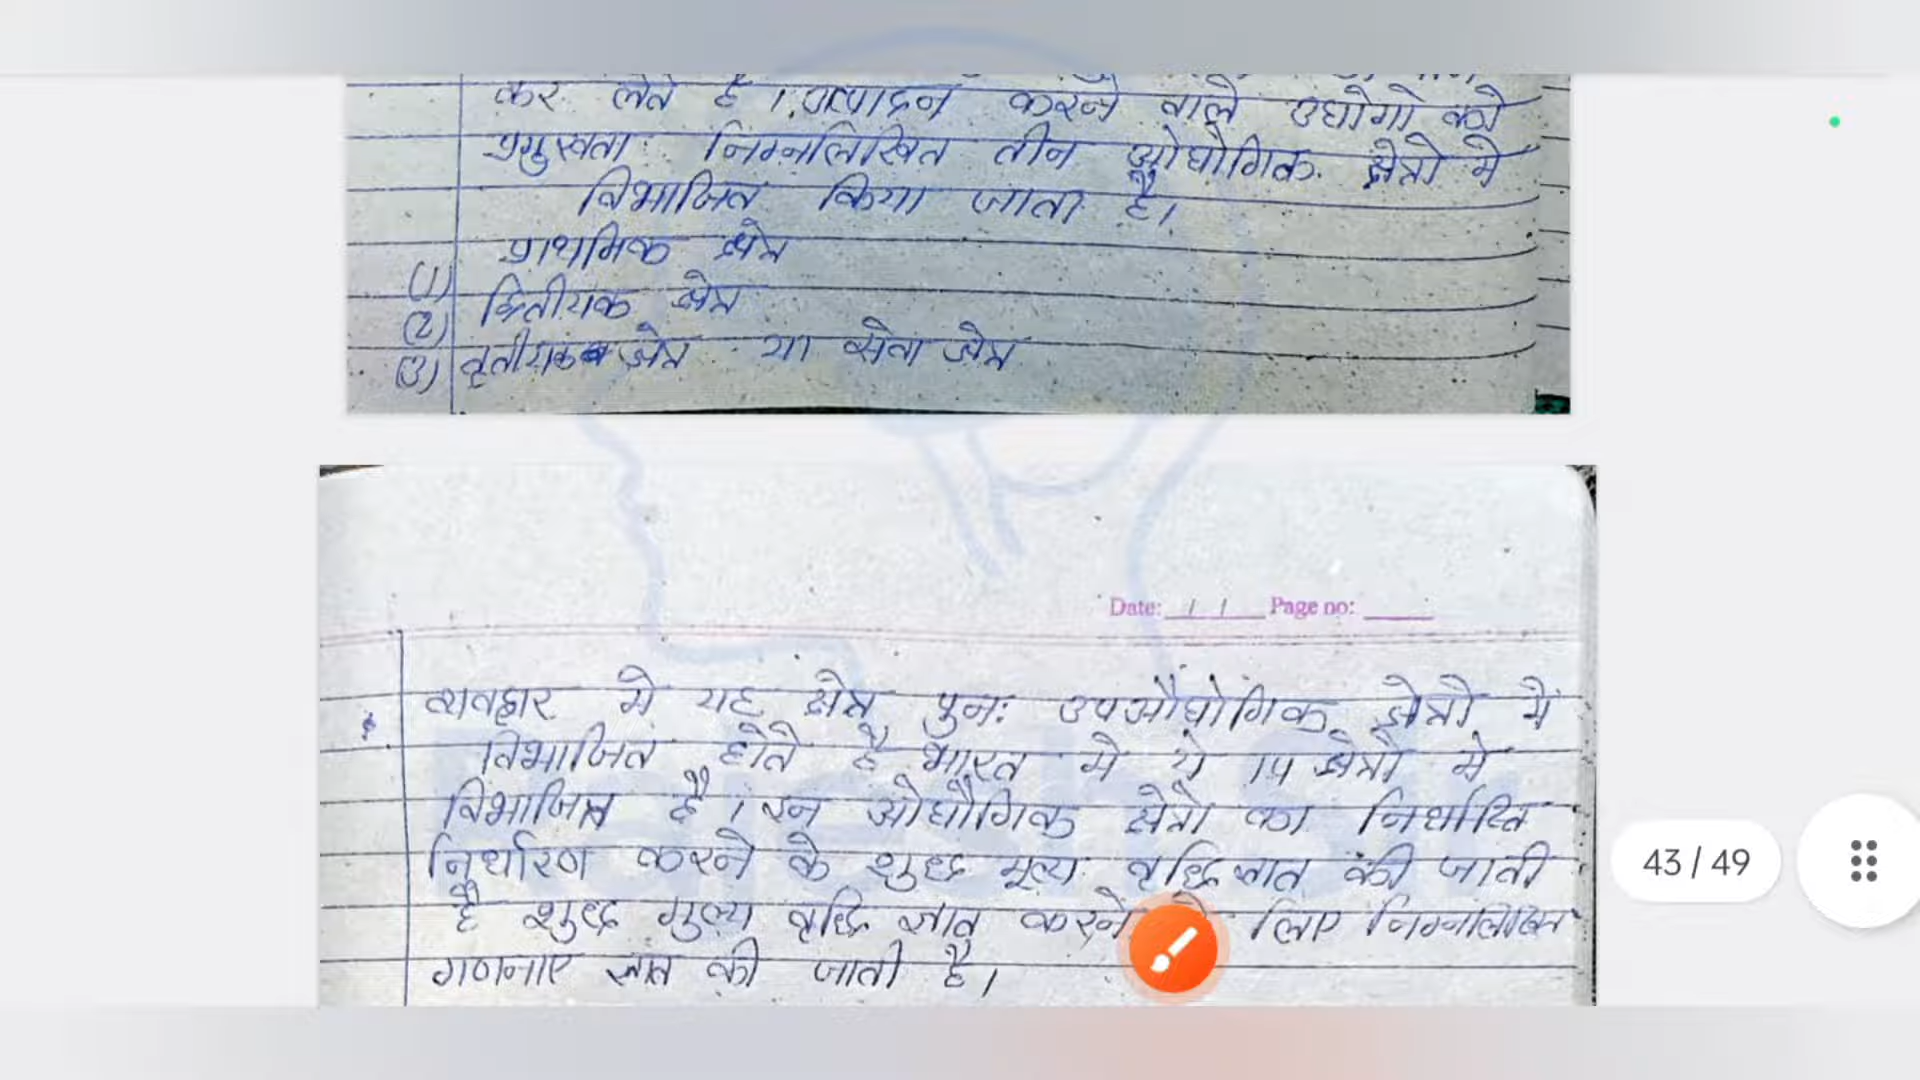 कर लेते है । उत्पादन करने वाले उद्योगो को
प्रमुखता निम्नलिखित तीन औद्योगिक क्षेत्रो मे
विभाजित किया जाता है।
(1) प्राथमिक क्षेत्र
(2) द्वितीयक क्षेत्र
(3) तृतीयक क्षेत्र या सेवा क्षेत्र
Date: / / Page no:
व्यवहार मे यह क्षेत्र पुनः उपऔद्योगिक क्षेत्रो में
विभाजित होते है भारत मे ये 14 क्षेत्रो मे
विभाजित है । इन औद्योगिक क्षेत्रो का निर्धारित
निर्धारण करने के शुद्ध मूल्य वृद्धि ज्ञात की जाती
है शुद्ध मुल्य वृद्धि ज्ञात करने लिए निम्नलिखित
गणनाए ज्ञात की जाती है।
43 / 49